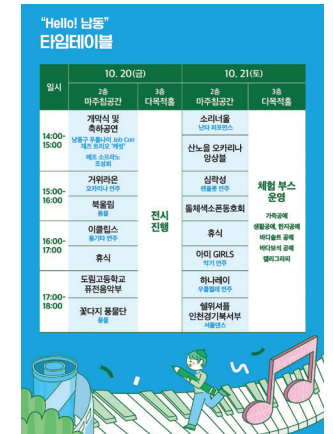 "Hello! 남동"
타임테이블
일시
10. 20(금)
10. 21(토)
2층
마주침공간
3층
다목적홀
2층
마주침공간
3층
다목적홀
14:00-
15:00
개막식 및
축하공연
남동구 푸를나이 Job Con
재즈 트리오 '캐럿'
메조 소프라노
조성회
소리너울
난타 퍼포먼스
산노을 오카리나
앙상블
15:00-
16:00
거위라온
오카리나 연주
북울림
풍물
심락성
팬플룻 연주
돌체색소폰동호회
16:00-
17:00
이클립스
통기타 연주
휴식
휴식
아미 GIRLS
악기 연주
17:00-
18:00
도림고등학교
퓨전음악부
꽃다지 풍물단
풍물
하나레이
우쿨렐레 연주
쉘위셔플
인천경기북서부
셔플댄스
전시
진행
체험 부스
운영
가죽공예
생활공예, 한지공예
바디솔트 공예
바디보석 공예
캘리그라피